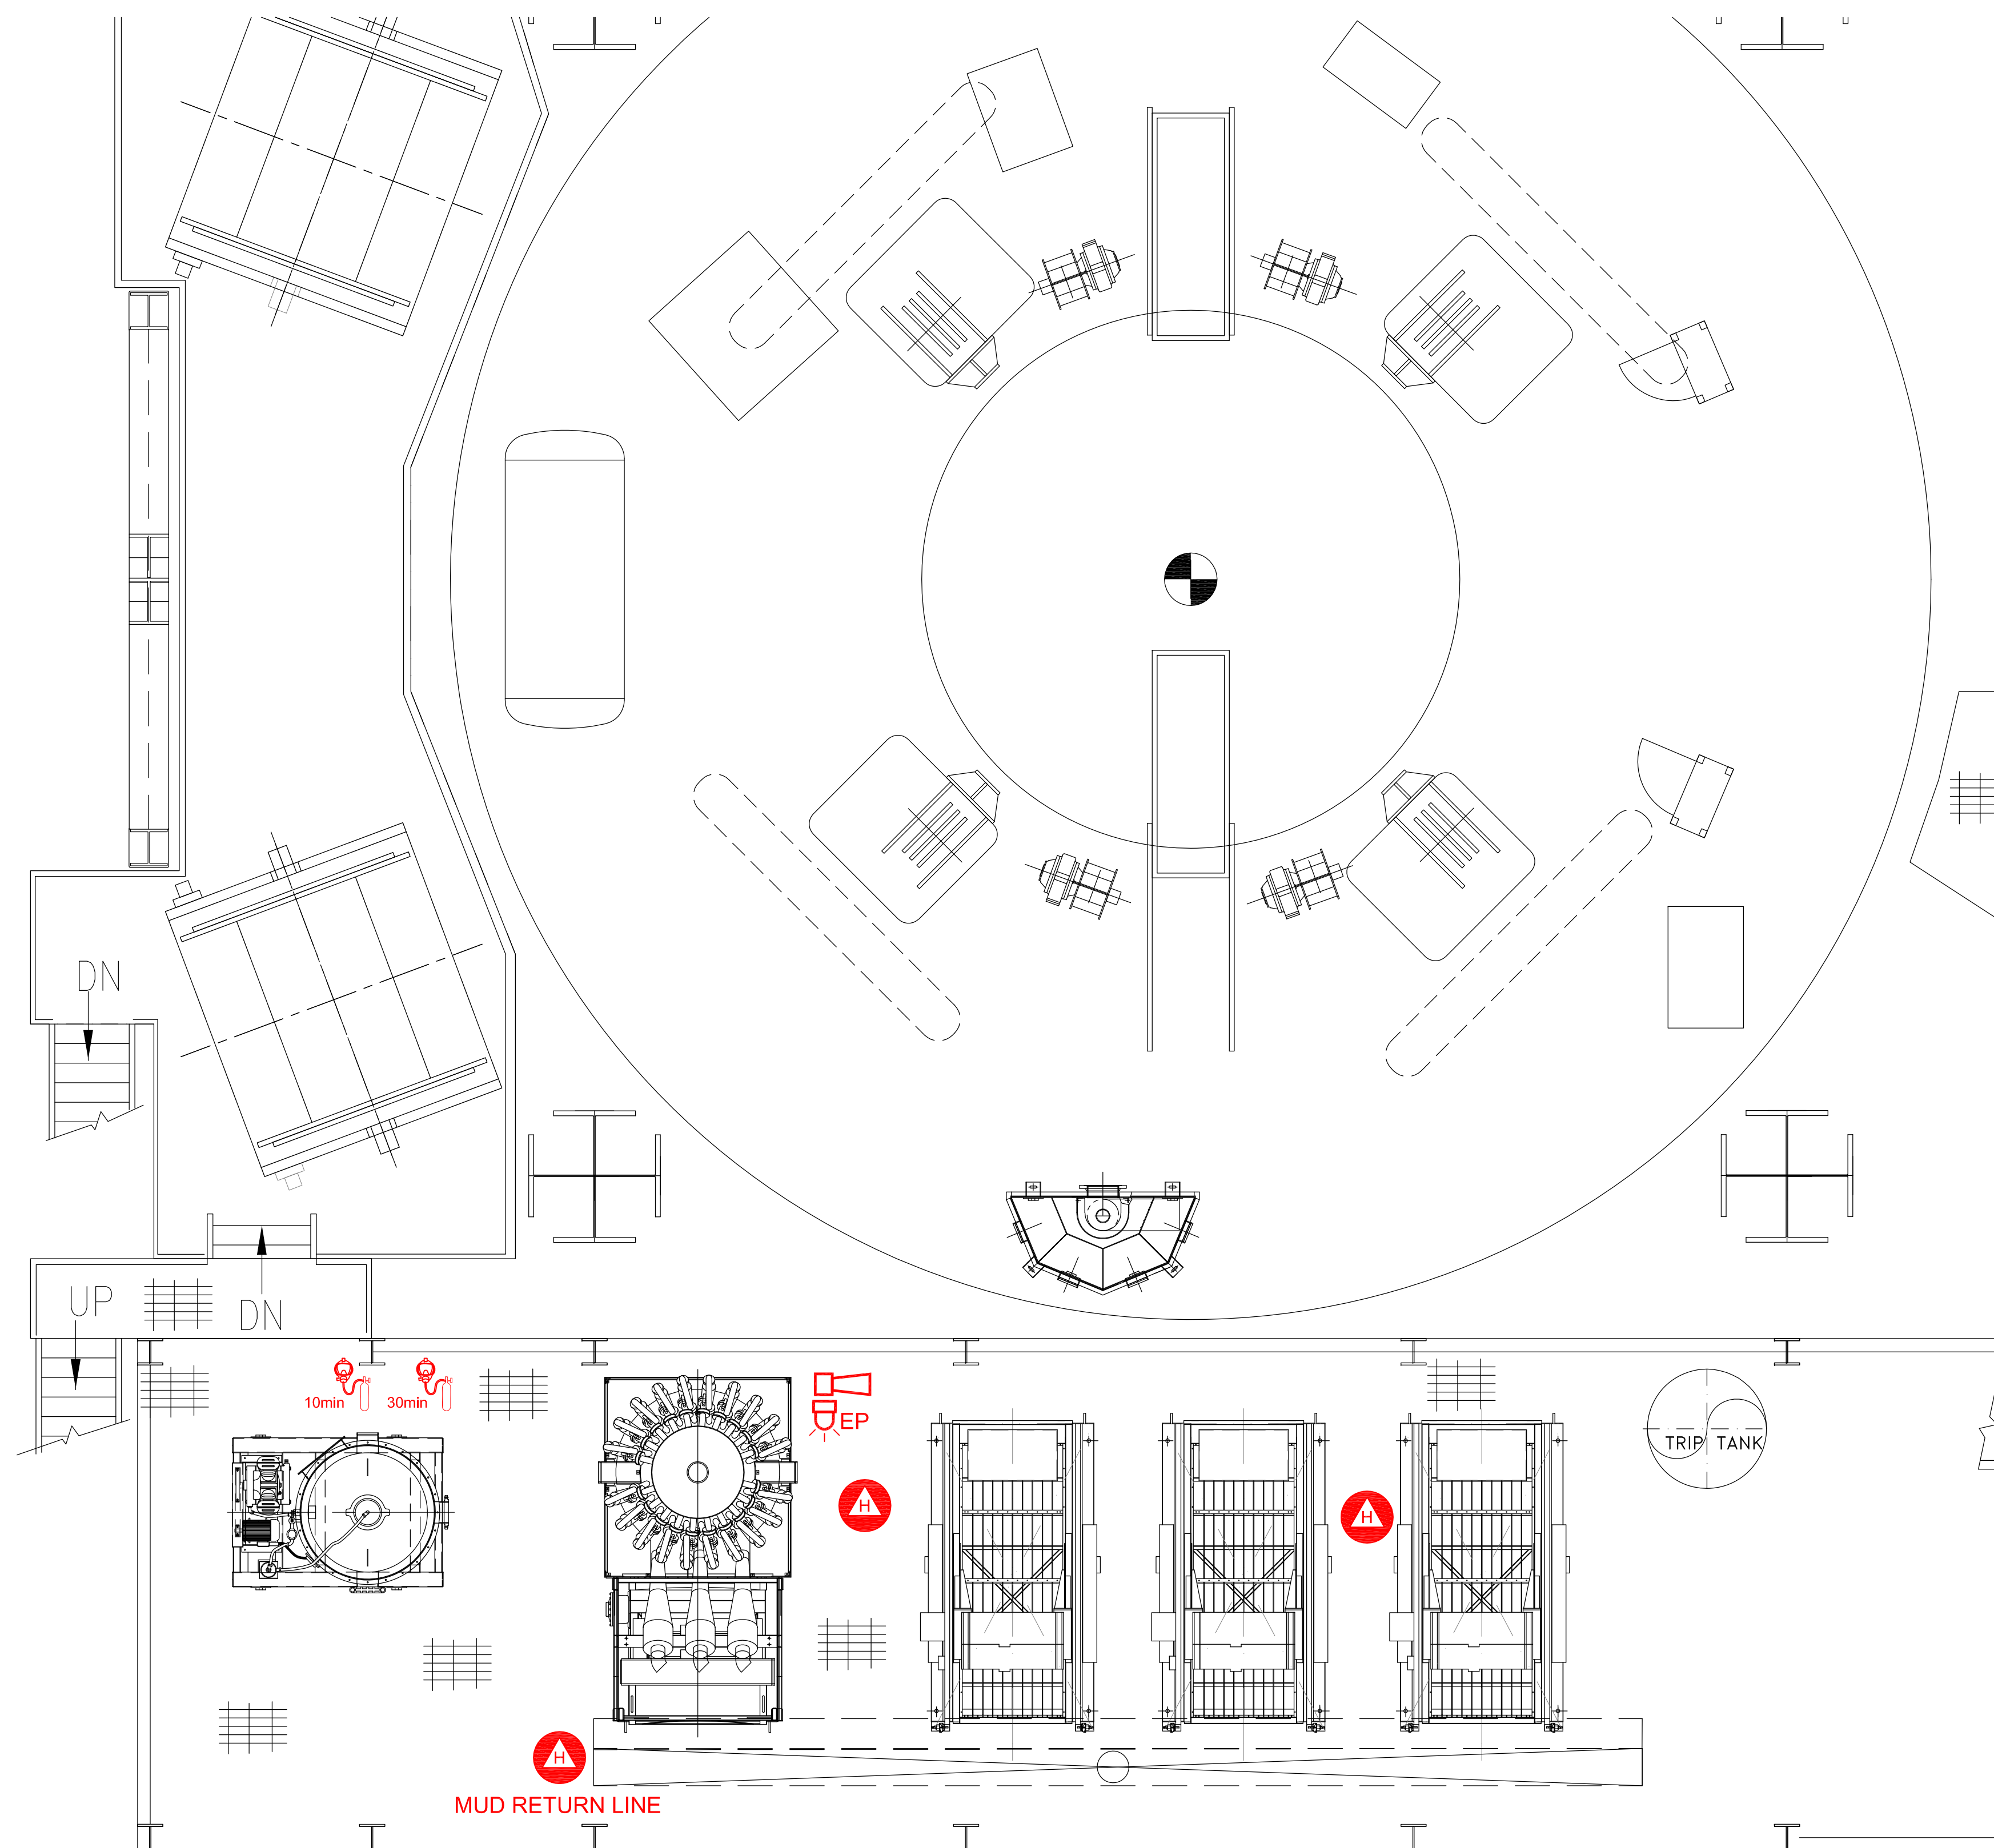 DN
UP
DN
10min
30min
EP
TRIP TANK
H
H
H
MUD RETURN LINE